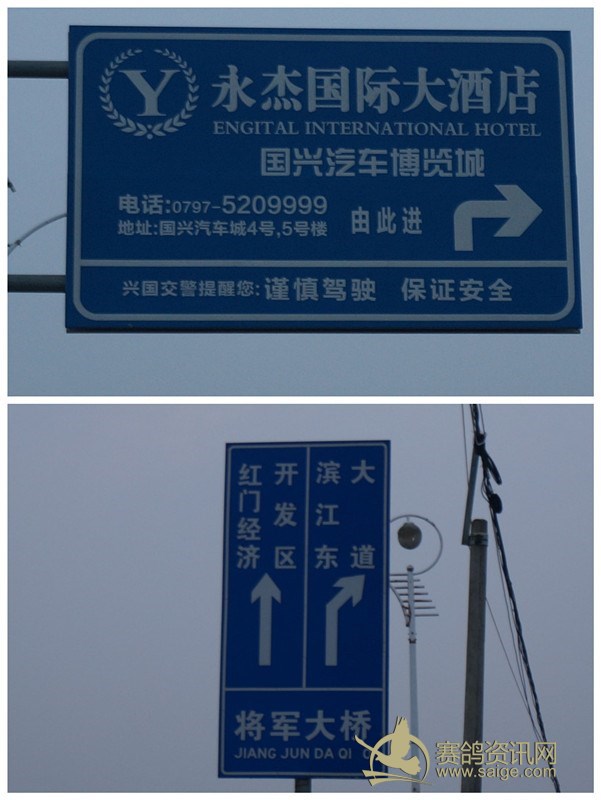 Y
永杰国际大酒店
ENGITAL INTERNATIONAL HOTEL
国兴汽车博览城
电话:0797-5209999
地址:国兴汽车城4号,5号楼
由此进
兴国交警提醒您:谨慎驾驶 保证安全
红门经济
开发区
滨江东
大道
将军大桥
JIANG JUN DA QI
赛鸽资讯网
www.saige.com